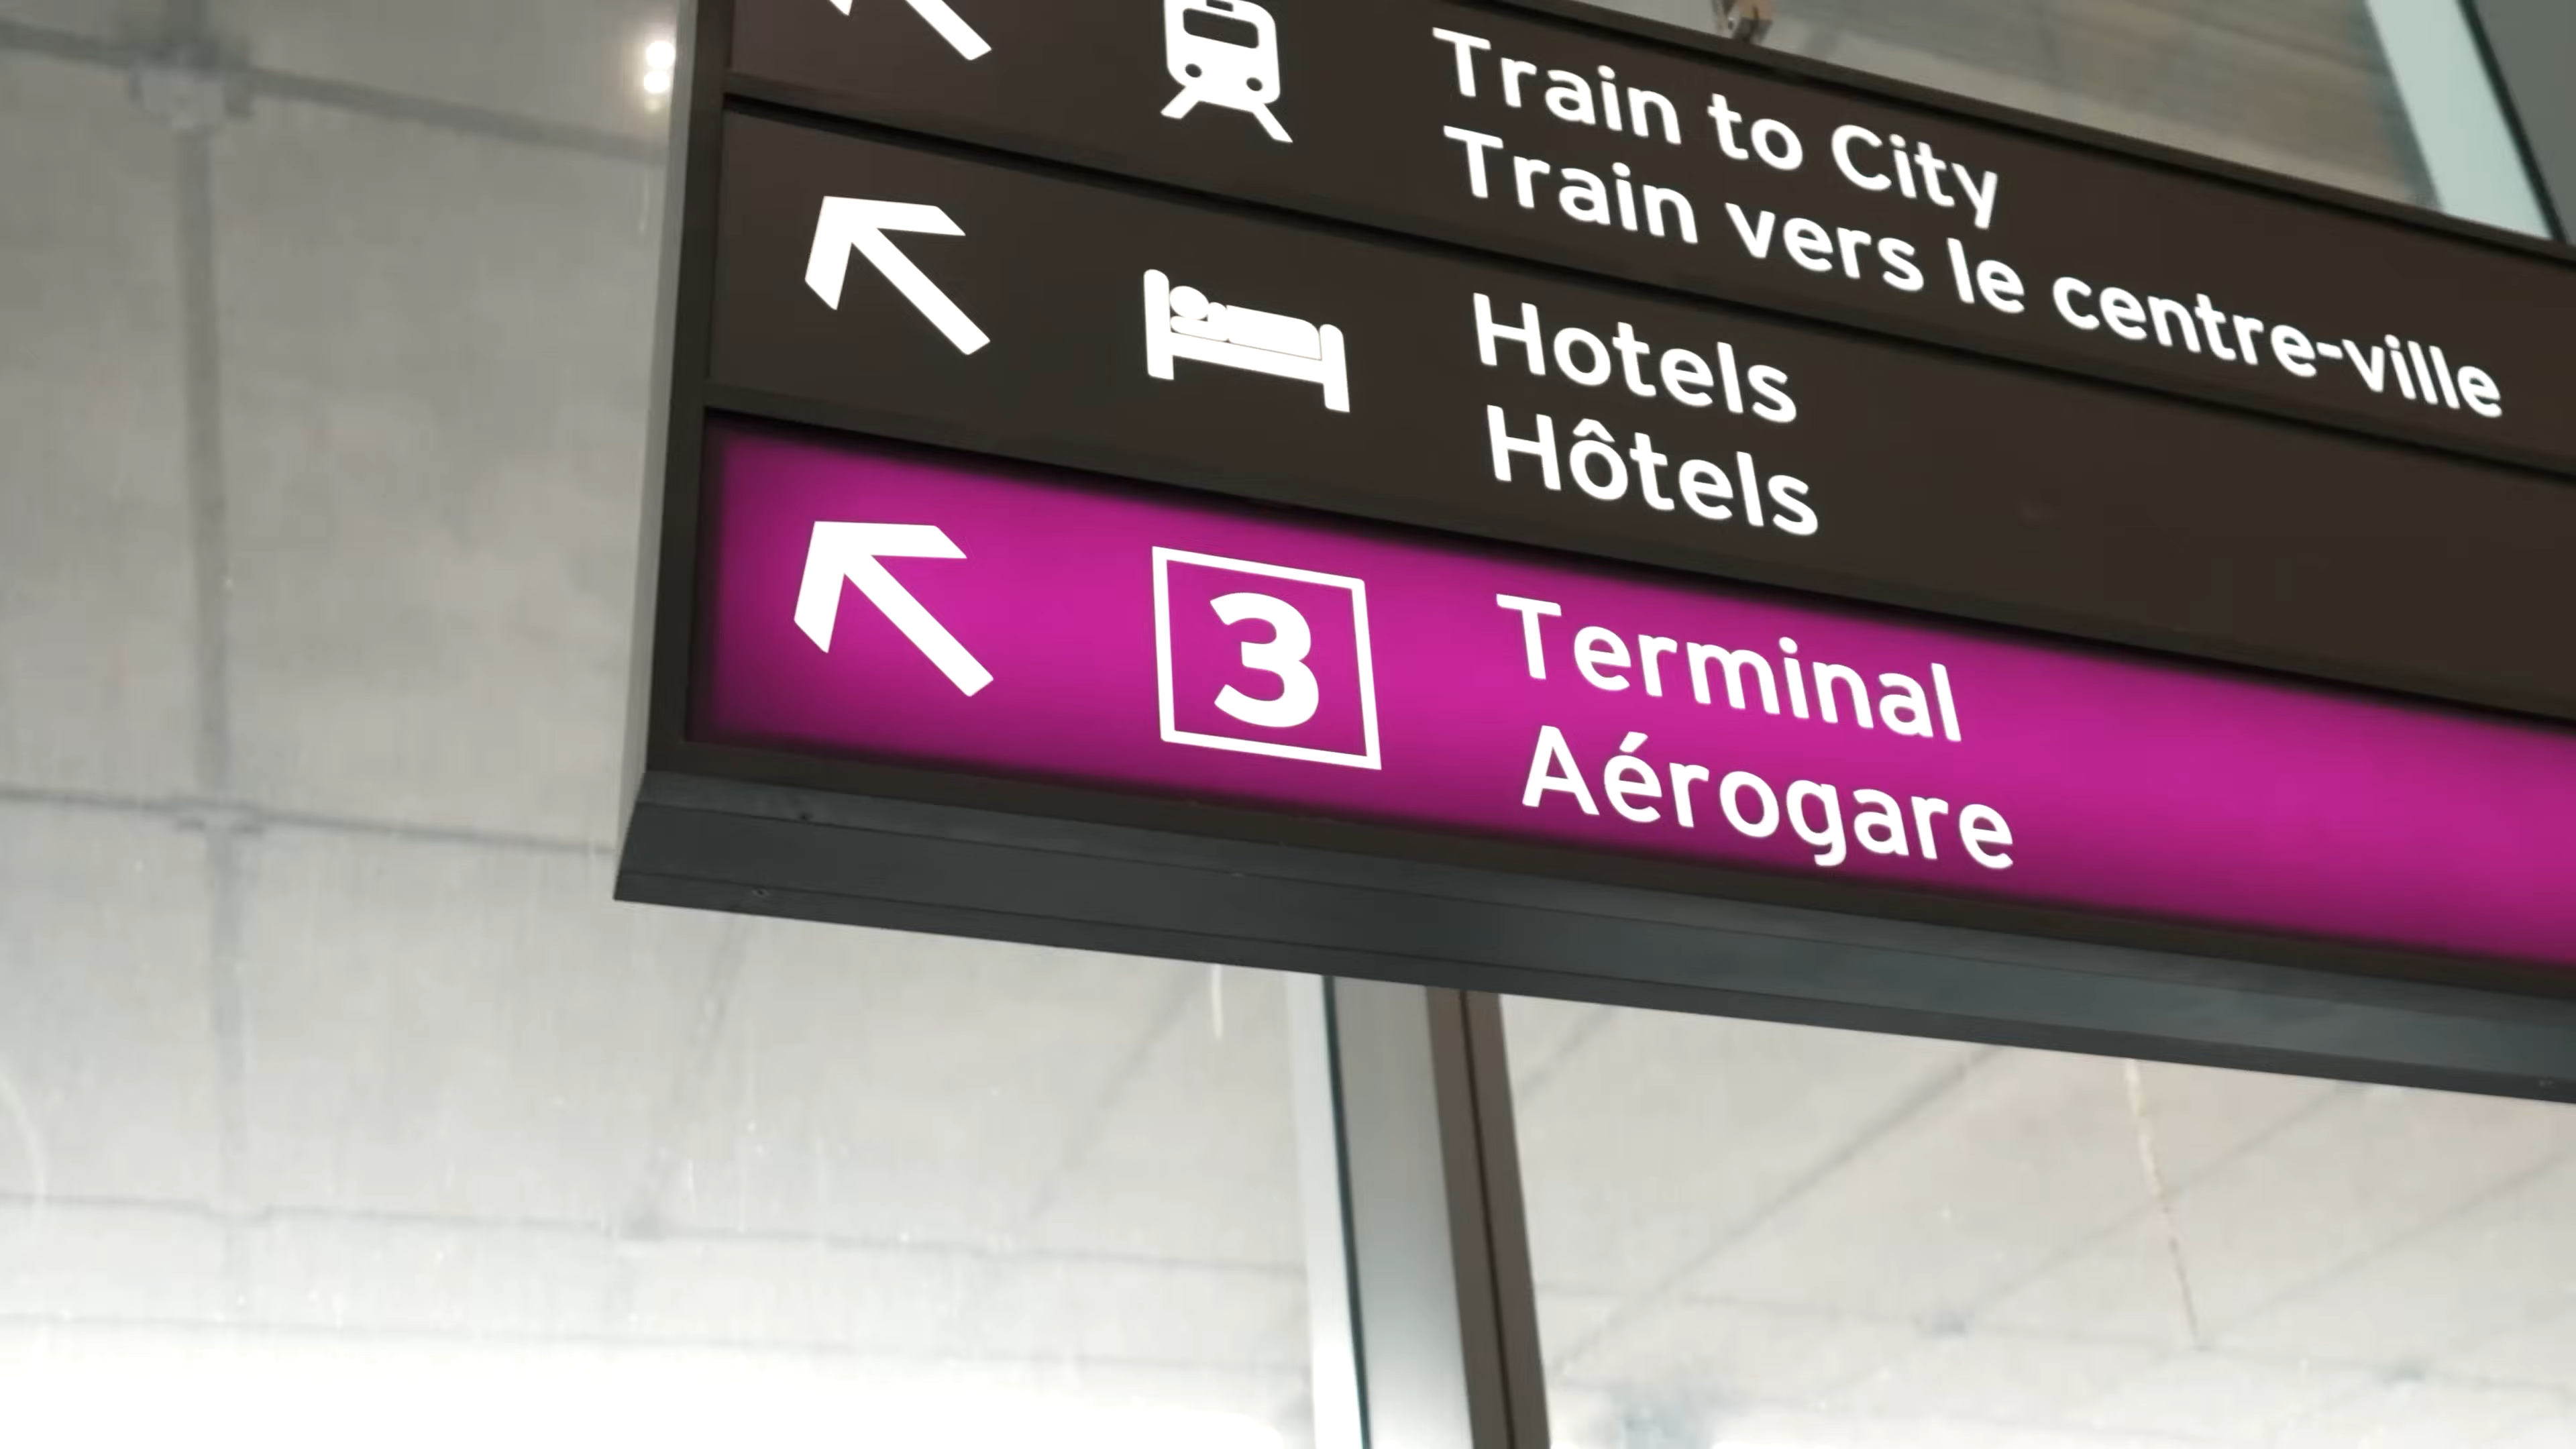 Train to City
Train vers le centre-ville
Hotels
Hôtels
3 Terminal
Aérogare